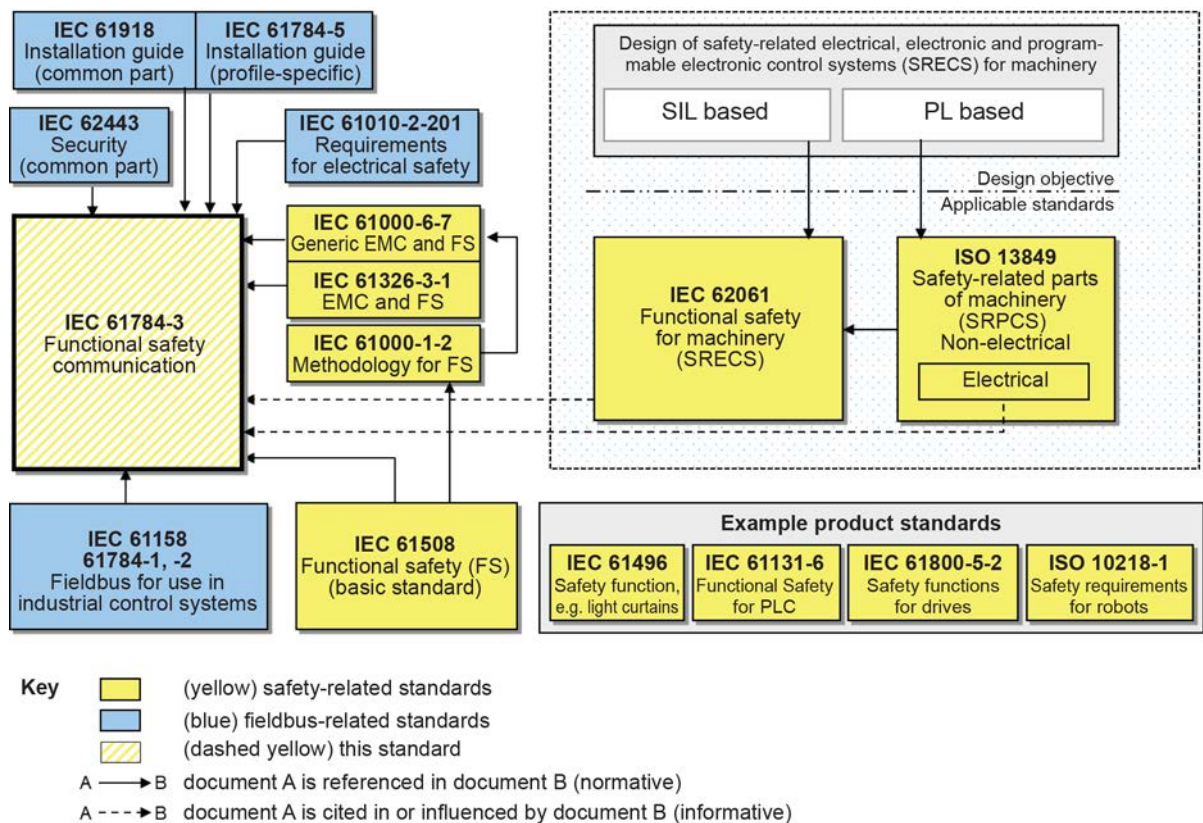 IEC 61918
Installation guide
(common part)
IEC 61784-5
Installation guide
(profile-specific)
IEC 62443
Security
(common part)
IEC 61010-2-201
Requirements
for electrical safety
IEC 61000-6-7
Generic EMC and FS
IEC 61326-3-1
EMC and FS
IEC 61000-1-2
Methodology for FS
IEC 61784-3
Functional safety
communication
IEC 61158
61784-1, -2
Fieldbus for use in
industrial control systems
IEC 61508
Functional safety (FS)
(basic standard)
Design of safety-related electrical, electronic and program-
mable electronic control systems (SRECS) for machinery
SIL based
PL based
Design objective
Applicable standards
IEC 62061
Functional safety
for machinery
(SRECS)
ISO 13849
Safety-related parts
of machinery
(SRPCS)
Non-electrical
Electrical
Example product standards
IEC 61496
Safety function,
e.g. light curtains
IEC 61131-6
Functional Safety
for PLC
IEC 61800-5-2
Safety functions
for drives
ISO 10218-1
Safety requirements
for robots
Key
(yellow) safety-related standards
(blue) fieldbus-related standards
(dashed yellow) this standard
A B document A is referenced in document B (normative)
A B document A is cited in or influenced by document B (informative)